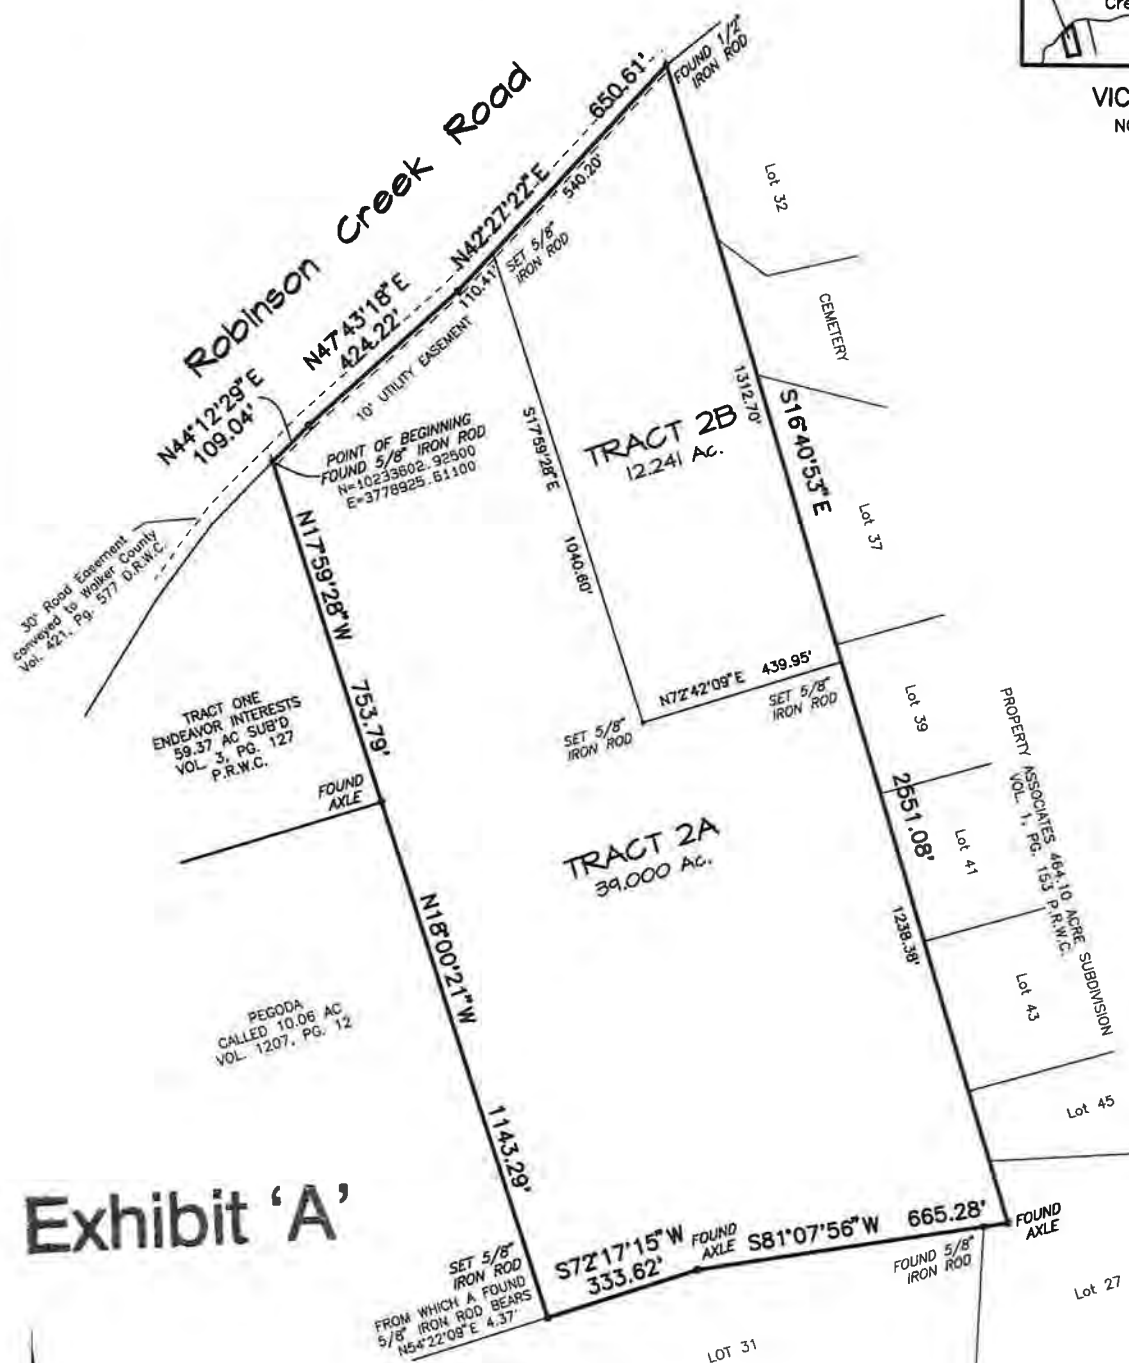 Cre
VIC
NO
Robinson Creek Road
650.61'
FOUND 1/2"
IRON ROD
540.20'
N42°27'22"E
SET 5/8"
IRON ROD
110.41'
N47°43'18"E
424.22'
10' UTILITY EASEMENT
N44°12'29"E
109.04'
POINT OF BEGINNING
FOUND 5/8" IRON ROD
N=10233602.92500
E=3778925.61100
30' Road Easement
conveyed to Walker County
Vol. 421, Pg. 577 D.R.W.C.
Lot 32
CEMETERY
1312.70'
S16°40'53"E
TRACT 2B
12.241 Ac.
S17°59'28"E
1040.60'
Lot 37
N17°59'28"W
753.79'
TRACT ONE
ENDEAVOR INTERESTS
59.37 AC SUB'D
VOL. 3, PG. 127
P.R.W.C.
FOUND
AXLE
N72°42'09"E 439.95'
SET 5/8"
IRON ROD
SET 5/8"
IRON ROD
Lot 39
PROPERTY ASSOCIATES 464.10 ACRE SUBDIVISION
VOL. 1, PG. 153 P.R.W.C.
2551.08'
Lot 41
TRACT 2A
39.000 Ac.
1238.38'
N18°00'21"W
1143.29'
PEGODA
CALLED 10.06 AC
VOL. 1207, PG. 12
Lot 43
Lot 45
Exhibit 'A'
SET 5/8"
IRON ROD
FROM WHICH A FOUND
5/8" IRON ROD BEARS
N54°22'09"E 4.37'
S72°17'15"W
333.62'
FOUND
AXLE
S81°07'56"W 665.28'
FOUND 5/8"
IRON ROD
FOUND
AXLE
Lot 27
LOT 31